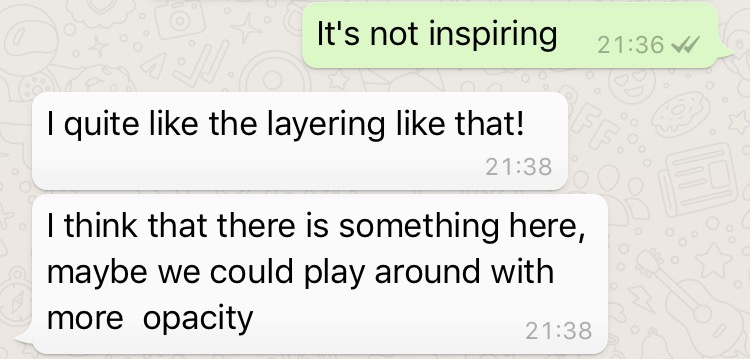 It's not inspiring 21:36
I quite like the layering like that!
21:38
I think that there is something here,
maybe we could play around with
more  opacity 21:38